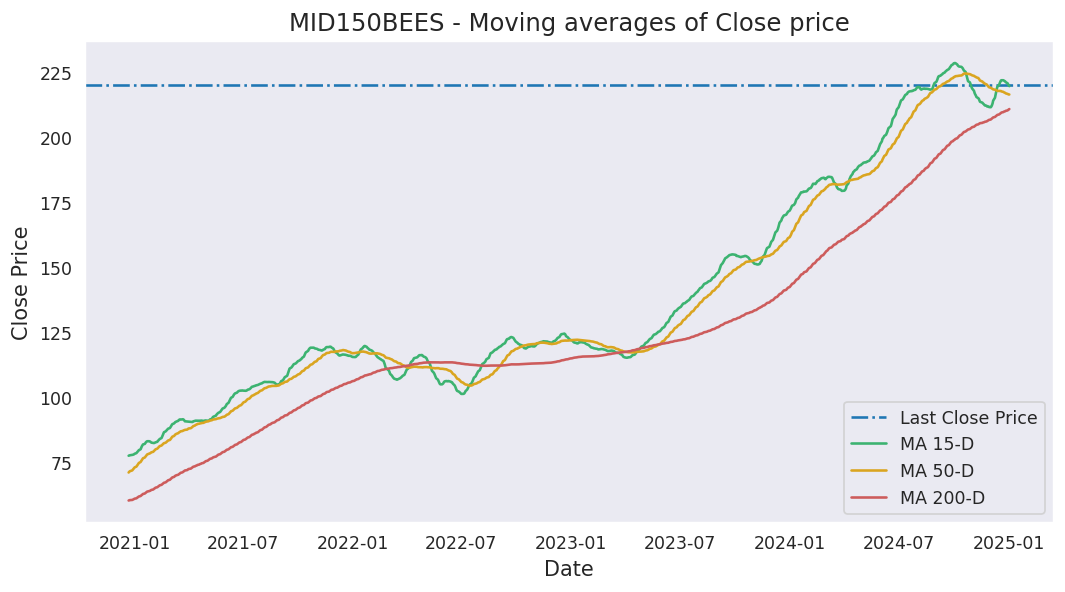 MID150BEES - Moving averages of Close price
Close Price
225
200
175
150
125
100
75
2021-01
2021-07
2022-01
2022-07
2023-01
2023-07
2024-01
2024-07
2025-01
Date
Last Close Price
MA 15-D
MA 50-D
MA 200-D